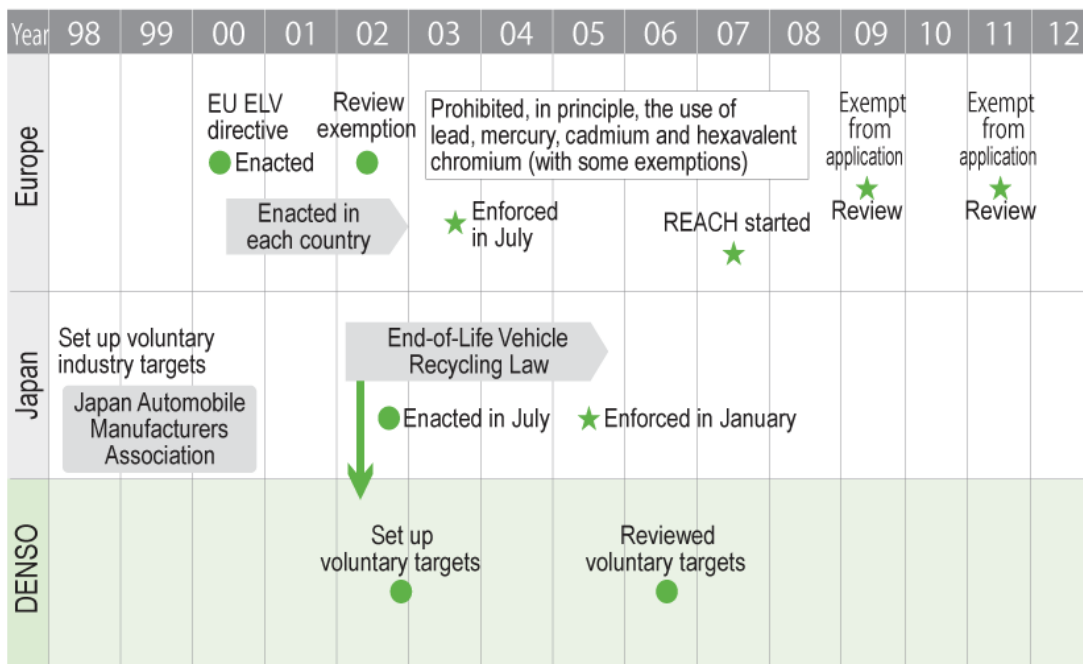 Year 98 99 00 01 02 03 04 05 06 07 08 09 10 11 12
Europe
EU ELV
directive
Enacted
Review
exemption
Prohibited, in principle, the use of
lead, mercury, cadmium and hexavalent
chromium (with some exemptions)
Exempt
from
application
Review
Exempt
from
application
Review
Enacted in
each country
Enforced
in July
REACH started
Japan
Set up voluntary
industry targets
Japan Automobile
Manufacturers
Association
End-of-Life Vehicle
Recycling Law
Enacted in July
Enforced in January
DENSO
Set up
voluntary targets
Reviewed
voluntary targets